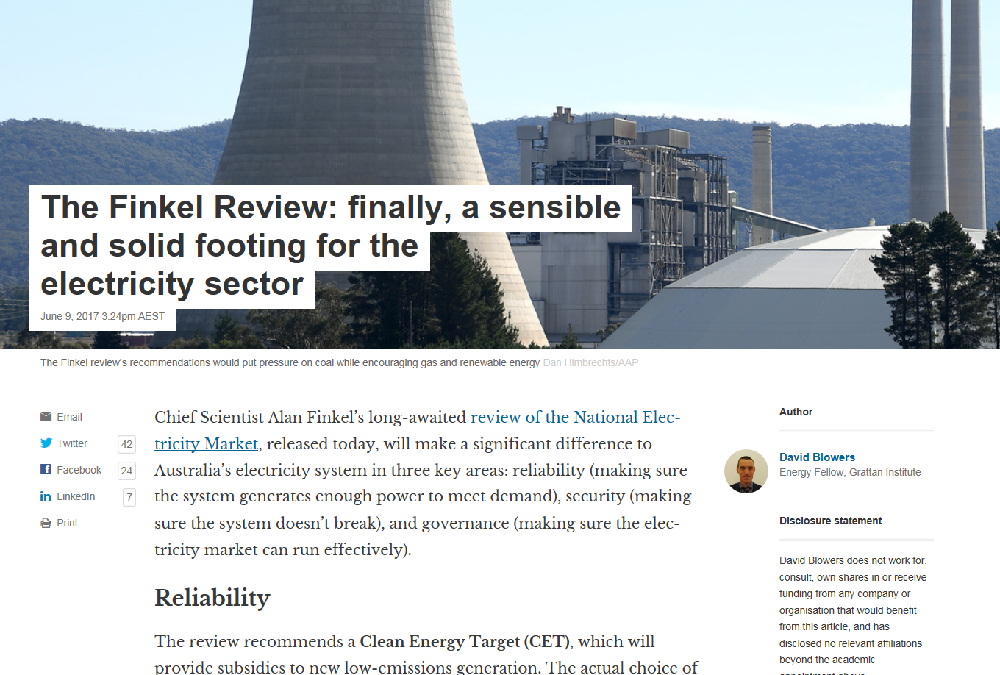 The Finkel Review: finally, a sensible
and solid footing for the
electricity sector
June 9, 2017 3.24pm AEST
The Finkel review’s recommendations would put pressure on coal while encouraging gas and renewable energy Dan Himbrechts/AAP
Email
Twitter 42
Facebook 24
LinkedIn 7
Print
Chief Scientist Alan Finkel’s long-awaited review of the National Elec-
tricity Market, released today, will make a significant difference to
Australia’s electricity system in three key areas: reliability (making sure
the system generates enough power to meet demand), security (making
sure the system doesn’t break), and governance (making sure the elec-
tricity market can run effectively).
Reliability
The review recommends a Clean Energy Target (CET), which will
provide subsidies to new low-emissions generation. The actual choice of
Author
David Blowers
Energy Fellow, Grattan Institute
Disclosure statement
David Blowers does not work for,
consult, own shares in or receive
funding from any company or
organisation that would benefit
from this article, and has
disclosed no relevant affiliations
beyond the academic